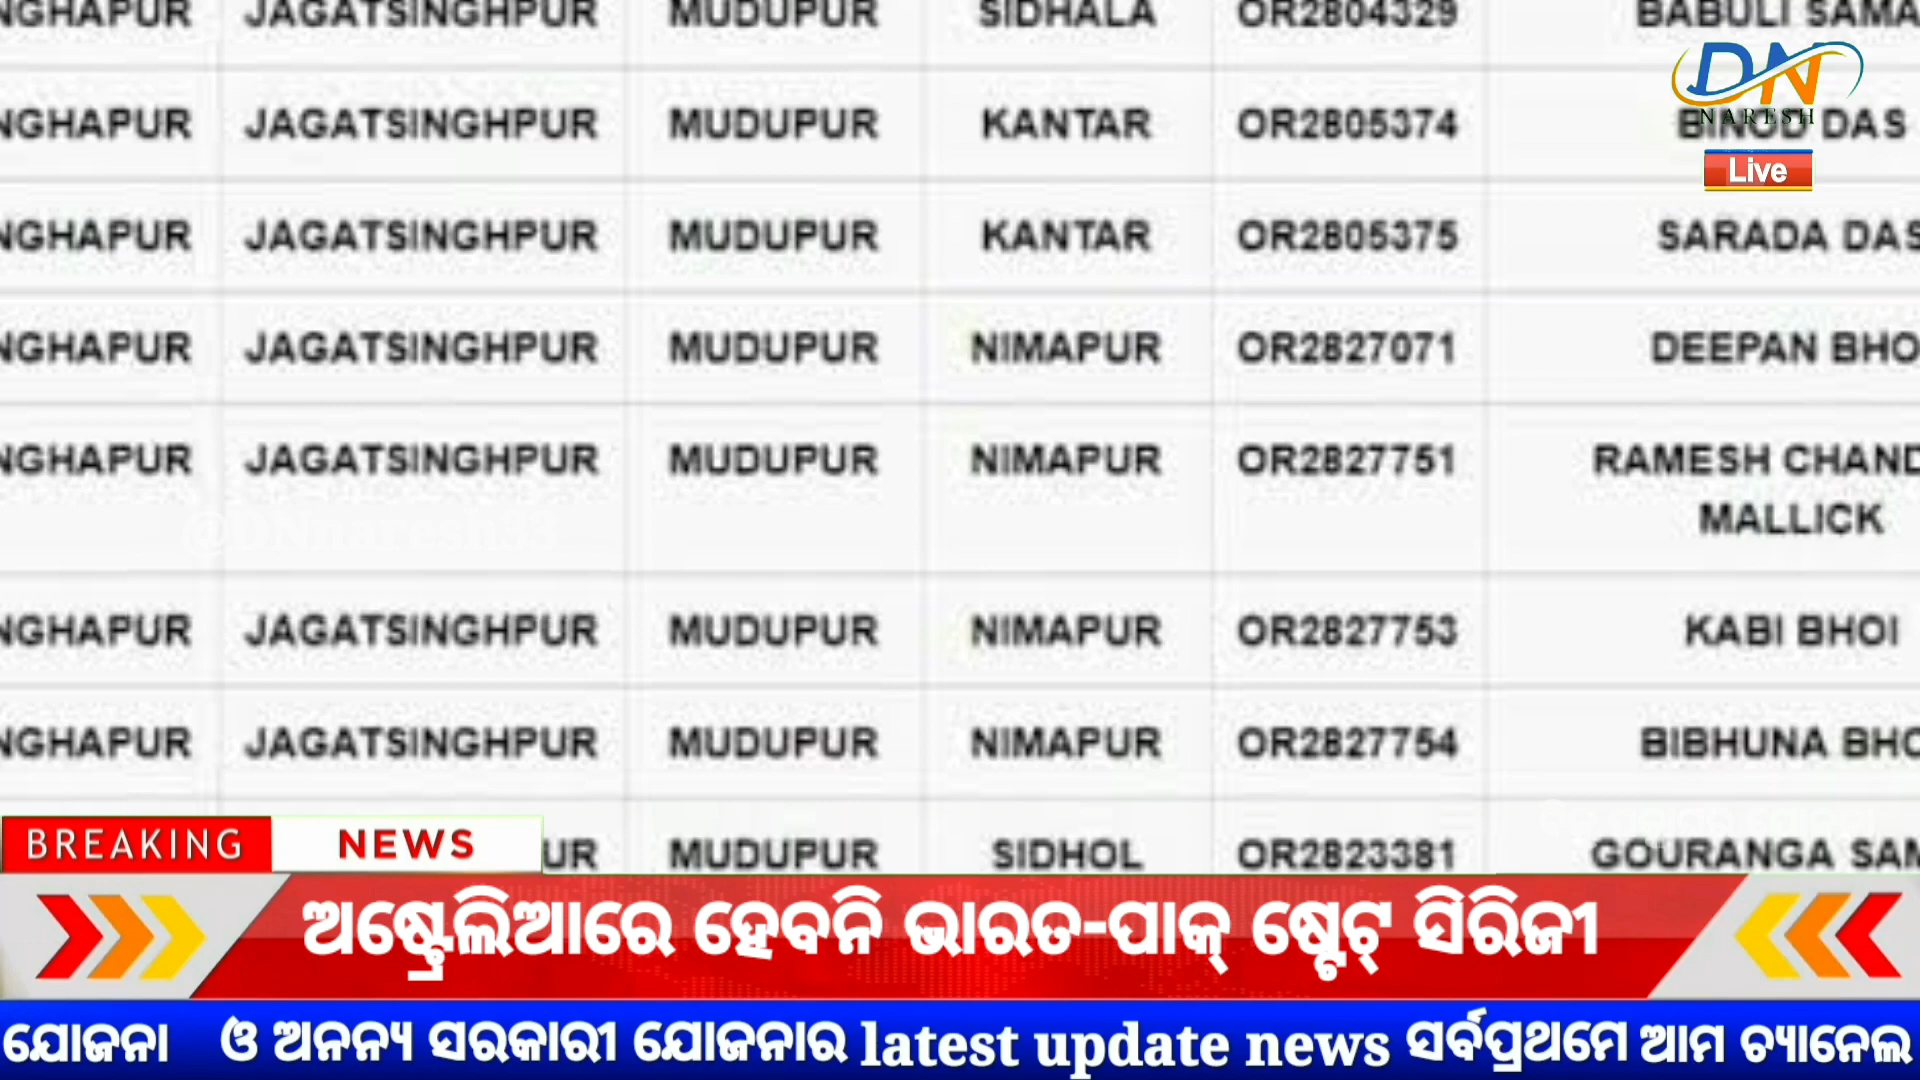 NGHAPUR JAGATSINGHPUR MUDUPUR SIDHALA OR2804329 BABULI SAMA
DN
NARESH
Live
NGHAPUR JAGATSINGHPUR MUDUPUR KANTAR OR2805374 BINOD DAS
NGHAPUR JAGATSINGHPUR MUDUPUR KANTAR OR2805375 SARADA DAS
NGHAPUR JAGATSINGHPUR MUDUPUR NIMAPUR OR2827071 DEEPAN BHO
NGHAPUR JAGATSINGHPUR MUDUPUR NIMAPUR OR2827751 RAMESH CHAND
MALLICK
@DNnaresh33
NGHAPUR JAGATSINGHPUR MUDUPUR NIMAPUR OR2827753 KABI BHOI
NGHAPUR JAGATSINGHPUR MUDUPUR NIMAPUR OR2827754 BIBHUNA BHO
UR MUDUPUR SIDHOL OR2823381 GOURANGA SAM
BREAKING NEWS
ଅଷ୍ଟ୍ରେଲିଆରେ ହେବନି ଭାରତ-ପାକ୍ ଷ୍ଟେଟ୍ ସିରିଜୀ
ଯୋଜନା ଓ ଅନନ୍ୟ ସରକାରୀ ଯୋଜନାର latest update news ସର୍ବପ୍ରଥମେ ଆମ ଚ୍ୟାନେଲ